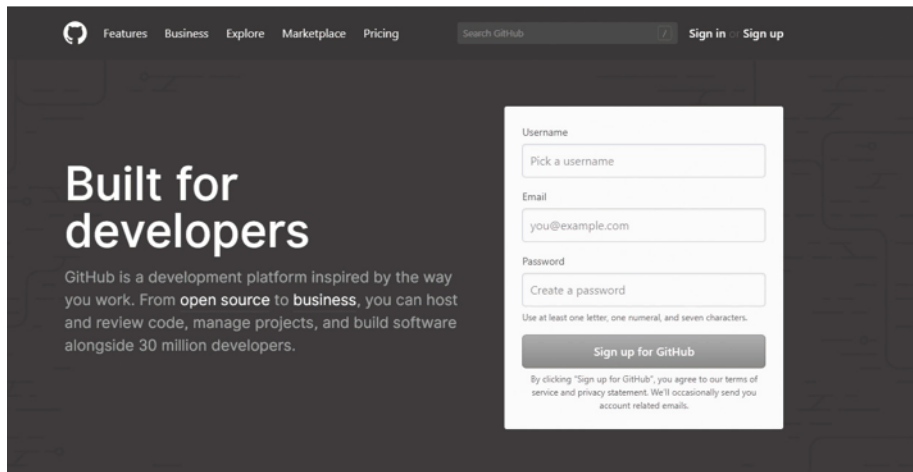 Features Business Explore Marketplace Pricing Search GitHub / Sign in or Sign up
Built for
developers
GitHub is a development platform inspired by the way
you work. From open source to business, you can host
and review code, manage projects, and build software
alongside 30 million developers.
Username
Pick a username
Email
you@example.com
Password
Create a password
Use at least one letter, one numeral, and seven characters.
Sign up for GitHub
By clicking "Sign up for GitHub", you agree to our terms of
service and privacy statement. We'll occasionally send you
account related emails.